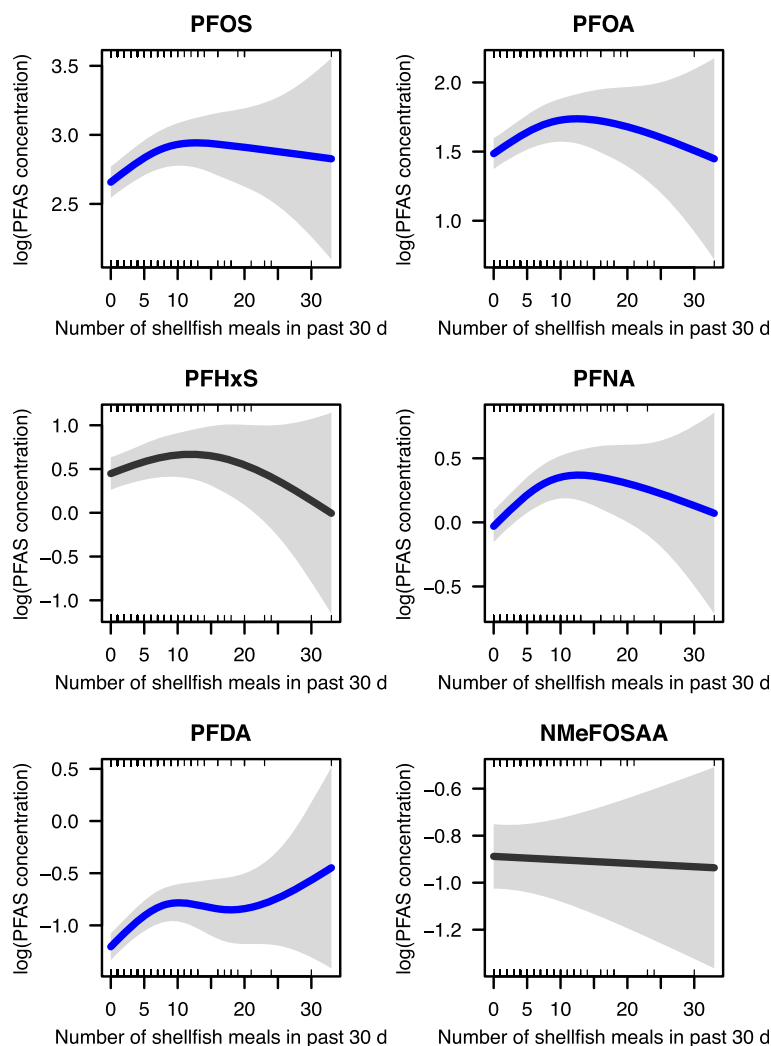 PFOS
PFOA
log(PFAS concentration)
3.5
3.0
2.5
0 5 10 20 30
Number of shellfish meals in past 30 d
log(PFAS concentration)
2.0
1.5
1.0
0 5 10 20 30
Number of shellfish meals in past 30 d
PFHxS
PFNA
log(PFAS concentration)
1.0
0.5
0.0
−0.5
−1.0
0 5 10 20 30
Number of shellfish meals in past 30 d
log(PFAS concentration)
0.5
0.0
−0.5
0 5 10 20 30
Number of shellfish meals in past 30 d
PFDA
NMeFOSAA
log(PFAS concentration)
0.5
0.0
−0.5
−1.0
0 5 10 20 30
Number of shellfish meals in past 30 d
log(PFAS concentration)
−0.6
−0.8
−1.0
−1.2
0 5 10 20 30
Number of shellfish meals in past 30 d